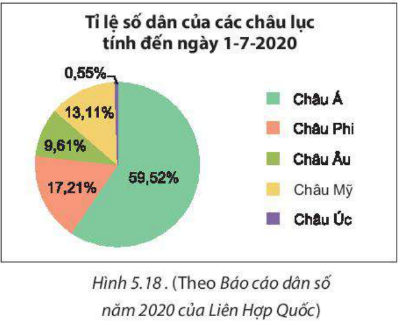 Tỉ lệ số dân của các châu lục
tính đến ngày 1-7-2020
0,55%
13,11%
9,61%
17,21%
59,52%
Châu Á
Châu Phi
Châu Âu
Châu Mỹ
Châu Úc
Hình 5.18 . (Theo Báo cáo dân số
năm 2020 của Liên Hợp Quốc)